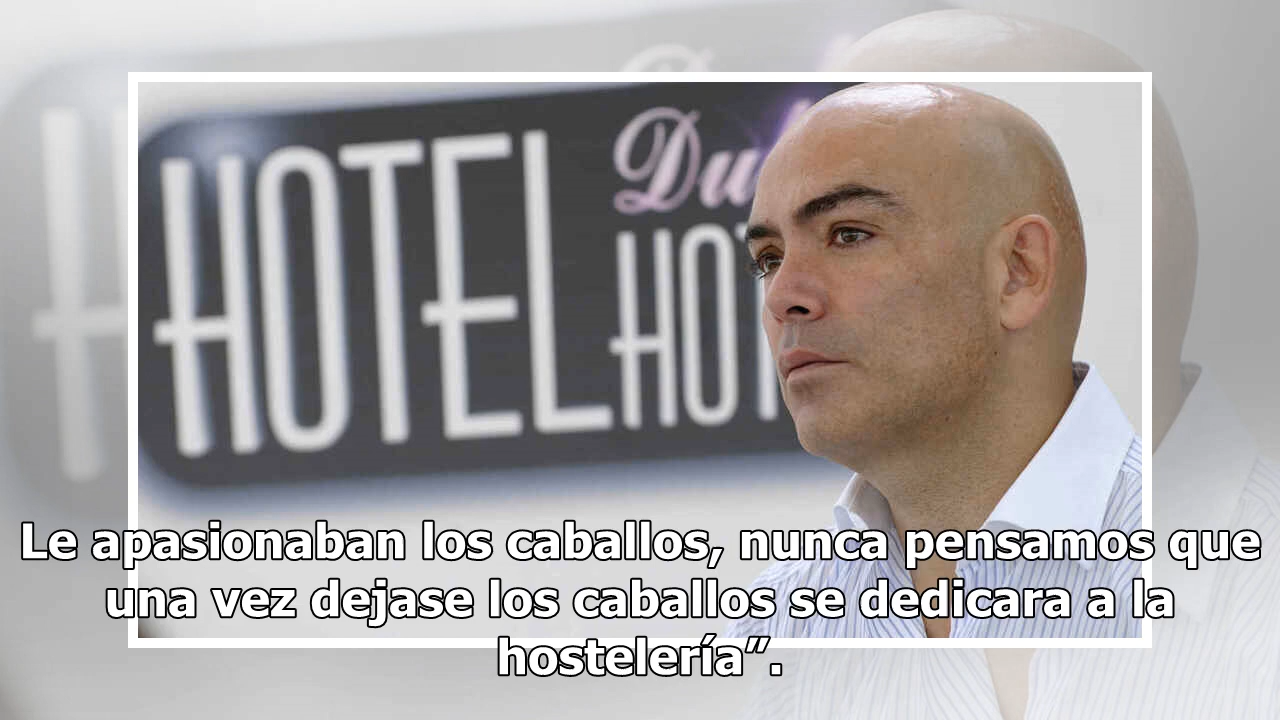 HOTEL
HOT
Le apasionaban los caballos, nunca pensamos que
una vez dejase los caballos se dedicara a la
hostelería”.